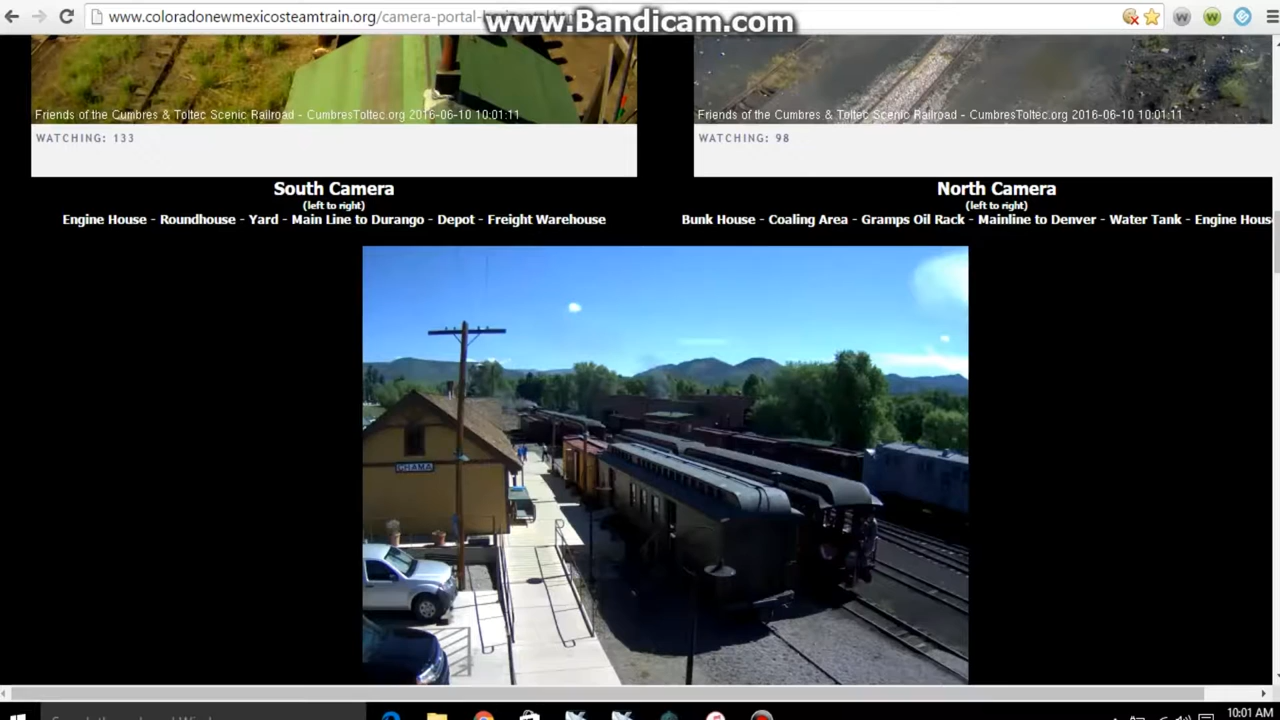 www.coloradonewmexicosteamtrain.org/camera-portal-
www.Bandicam.com
Friends of the Cumbres & Toltec Scenic Railroad - CumbresToltec.org 2016-06-10 10:01:11
Friends of the Cumbres & Toltec Scenic Railroad - CumbresToltec.org 2016-06-10 10:01:11
WATCHING: 133
WATCHING: 98
South Camera
(left to right)
Engine House - Roundhouse - Yard - Main Line to Durango - Depot - Freight Warehouse
North Camera
(left to right)
Bunk House - Coaling Area - Gramps Oil Rack - Mainline to Denver - Water Tank - Engine Hous
CHAMA
10:01 AM